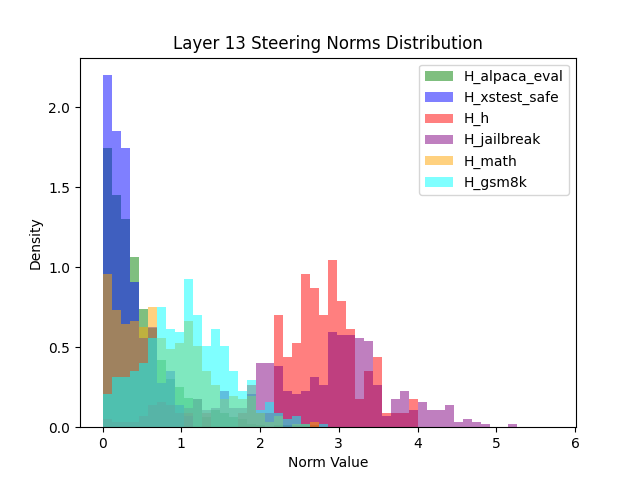 Layer 13 Steering Norms Distribution
H_alpaca_eval
H_xstest_safe
H_h
H_jailbreak
H_math
H_gsm8k
Density
2.0
1.5
1.0
0.5
0.0
0 1 2 3 4 5 6
Norm Value